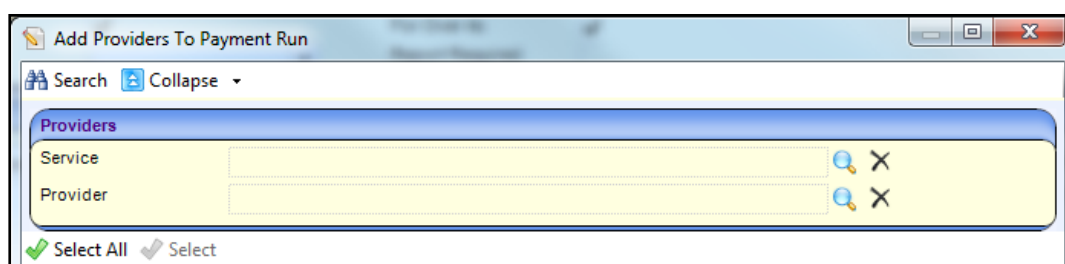 Add Providers To Payment Run
Search Collapse
Providers
Service
Provider
Select All Select